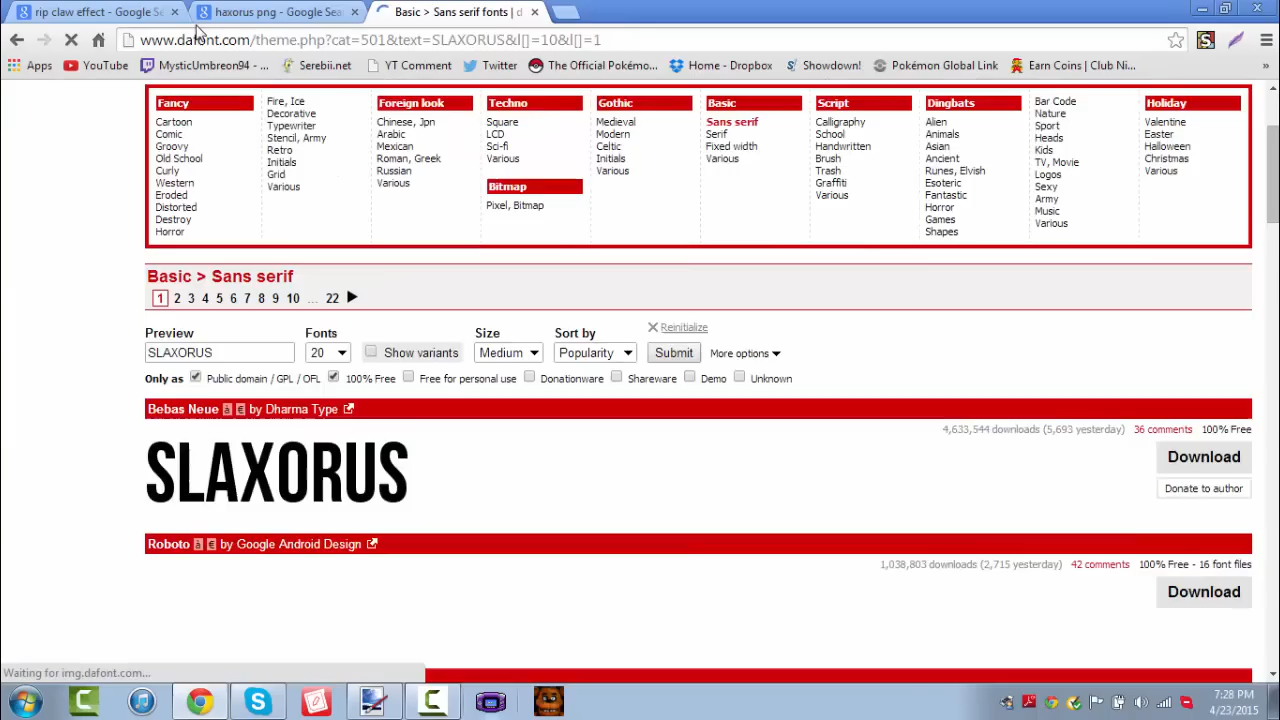 rip claw effect - Google Se
haxorus png - Google Sear
Basic > Sans serif fonts | d
www.dafont.com/theme.php?cat=501&text=SLAXORUS&l[]=10&l[]=1
Apps
YouTube
MysticUmbreon94 - ...
Serebii.net
YT Comment
Twitter
The Official Pokémo...
Home - Dropbox
Showdown!
Pokémon Global Link
Earn Coins | Club Ni...
»
Fancy
Cartoon
Comic
Groovy
Old School
Curly
Western
Eroded
Distorted
Destroy
Horror
Fire, Ice
Decorative
Typewriter
Stencil, Army
Retro
Initials
Grid
Various
Foreign look
Chinese, Jpn
Arabic
Mexican
Roman, Greek
Russian
Various
Techno
Square
LCD
Sci-fi
Various
Bitmap
Pixel, Bitmap
Gothic
Medieval
Modern
Celtic
Initials
Various
Basic
Sans serif
Serif
Fixed width
Various
Script
Calligraphy
School
Handwritten
Brush
Trash
Graffiti
Various
Dingbats
Alien
Animals
Asian
Ancient
Runes, Elvish
Esoteric
Fantastic
Horror
Games
Shapes
Bar Code
Nature
Sport
Heads
Kids
TV, Movie
Logos
Sexy
Army
Music
Various
Holiday
Valentine
Easter
Halloween
Christmas
Various
Basic > Sans serif
1 2 3 4 5 6 7 8 9 10 ... 22
Preview Fonts Size Sort by Reinitialize
SLAXORUS 20 Show variants Medium Popularity Submit More options
Only as Public domain / GPL / OFL 100% Free Free for personal use Donationware Shareware Demo Unknown
Bebas Neue à € by Dharma Type
4,633,544 downloads (5,693 yesterday) 36 comments 100% Free
SLAXORUS
Download
Donate to author
Roboto à € by Google Android Design
1,038,803 downloads (2,715 yesterday) 42 comments 100% Free - 16 font files
Download
Waiting for img.dafont.com...
7:28 PM
4/23/2015